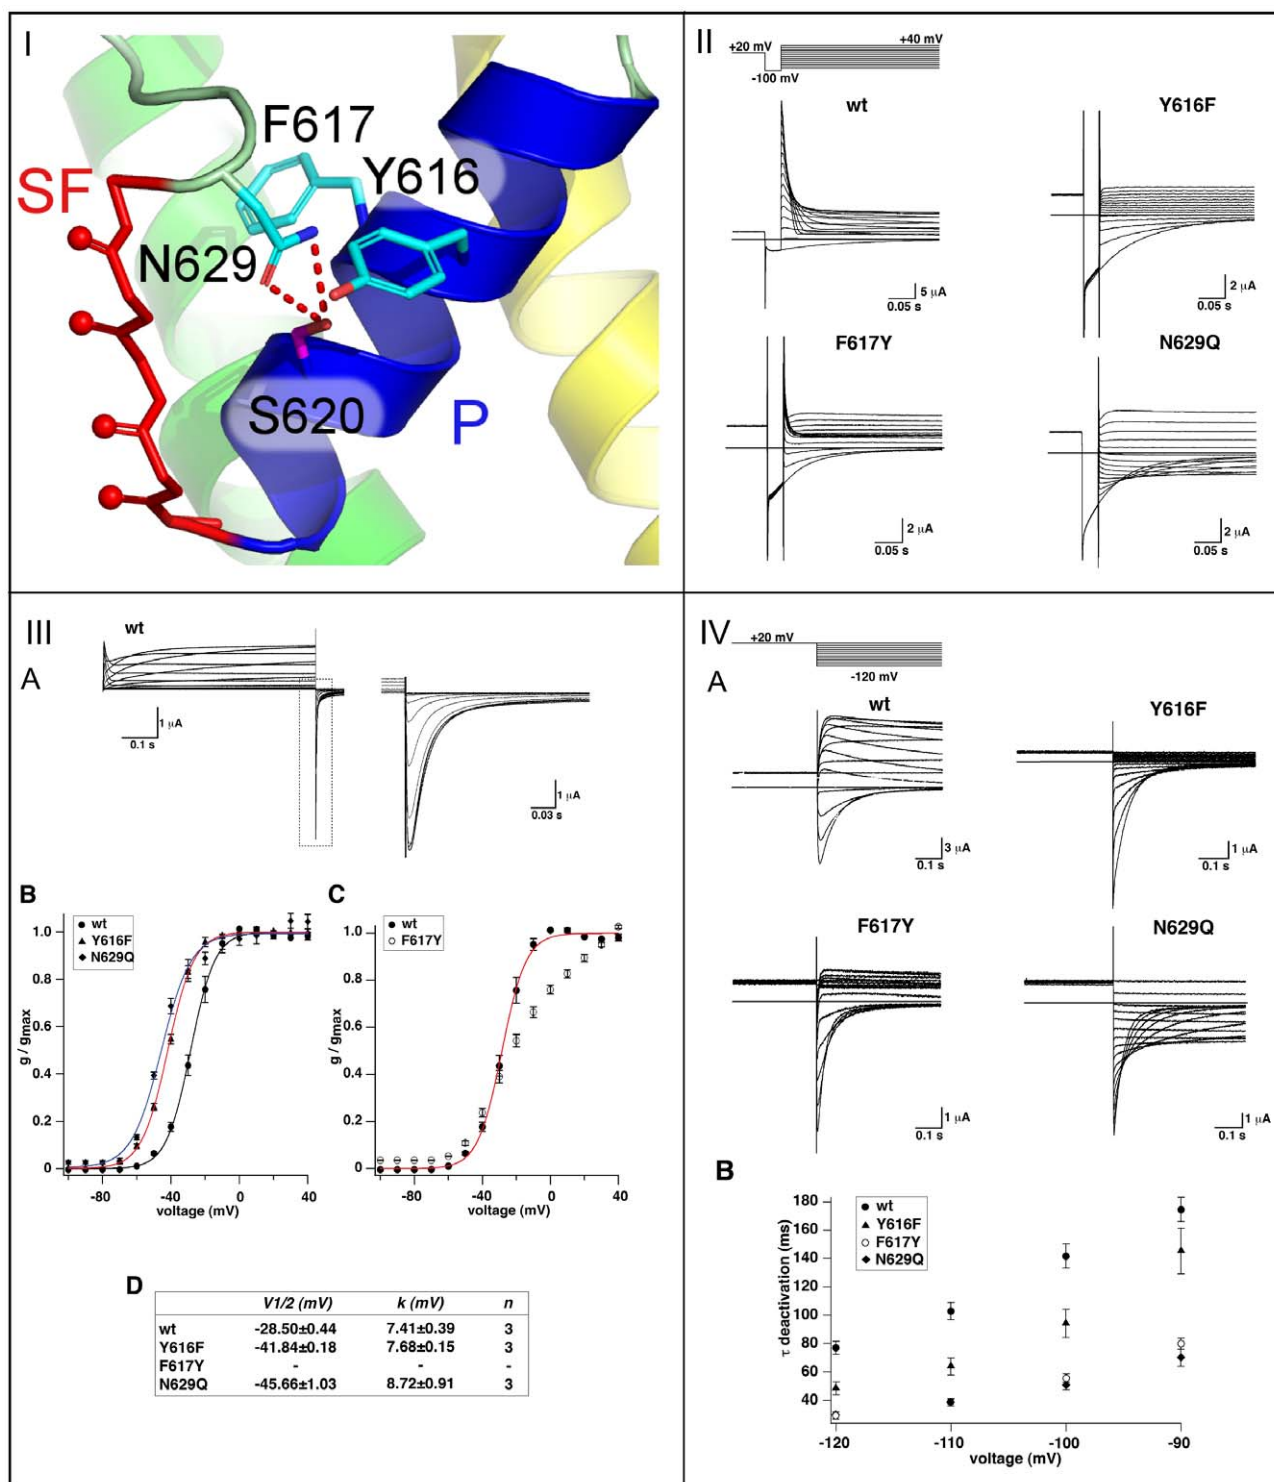 I
F617
Y616
SF
N629
S620
P
II
+20 mV
+40 mV
-100 mV
wt
Y616F
5 μA
0.05 s
2 μA
0.05 s
F617Y
N629Q
2 μA
0.05 s
2 μA
0.05 s
III
wt
A
1 μA
0.1 s
1 μA
0.03 s
B
wt
Y616F
N629Q
g / gmax
1.0
0.8
0.6
0.4
0.2
0
-80
-40
0
40
voltage (mV)
C
wt
F617Y
g / gmax
1.0
0.8
0.6
0.4
0.2
0
-80
-40
0
40
voltage (mV)
D
V1/2 (mV) k (mV) n
wt -28.50±0.44 7.41±0.39 3
Y616F -41.84±0.18 7.68±0.15 3
F617Y - - -
N629Q -45.66±1.03 8.72±0.91 3
IV
+20 mV
-120 mV
A
wt
Y616F
3 μA
0.1 s
1 μA
0.1 s
F617Y
N629Q
1 μA
0.1 s
1 μA
0.1 s
B
wt
Y616F
F617Y
N629Q
τ deactivation (ms)
180
160
140
120
100
80
60
40
-120
-110
-100
-90
voltage (mV)